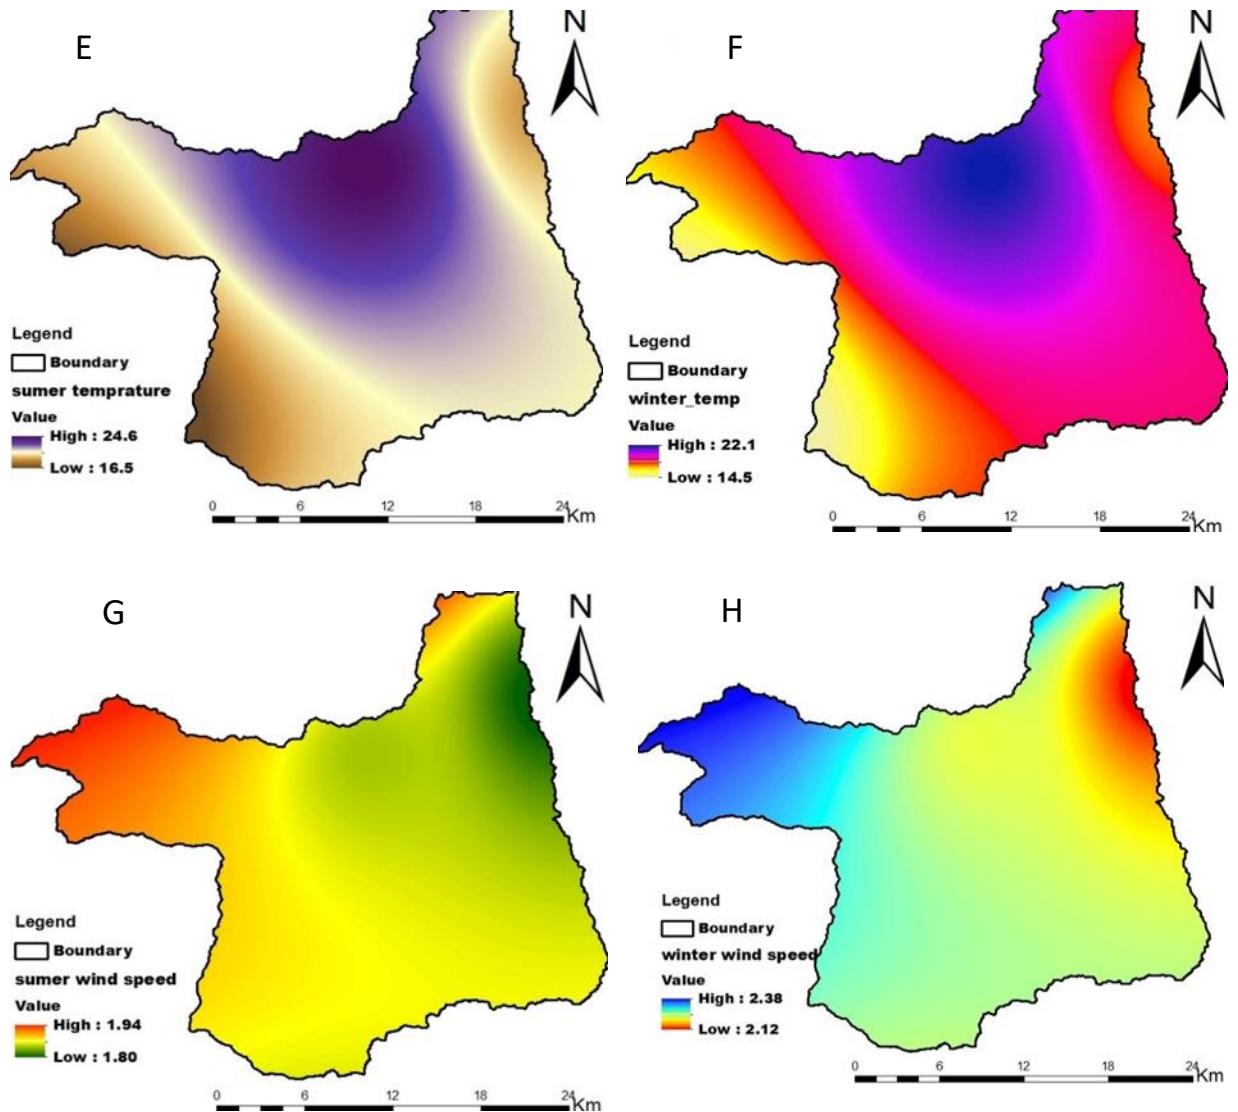 E
N
Legend
Boundary
sumer temprature
Value
High : 24.6
Low : 16.5
0 6 12 18 24
Km
F
N
Legend
Boundary
winter_temp
Value
High : 22.1
Low : 14.5
0 6 12 18 24
Km
G
N
Legend
Boundary
sumer wind speed
Value
High : 1.94
Low : 1.80
0 6 12 18 24
Km
H
N
Legend
Boundary
winter wind speed
Value
High : 2.38
Low : 2.12
0 6 12 18 24
Km